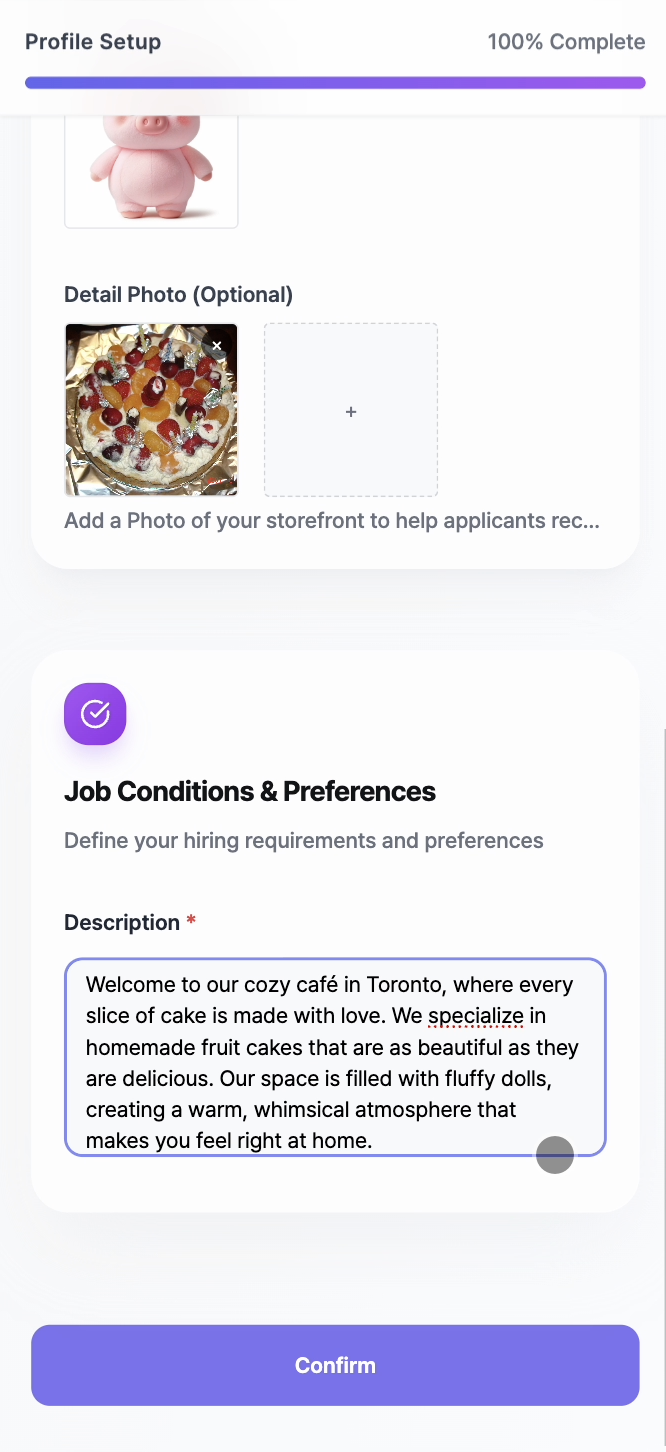 Profile Setup
100% Complete
Detail Photo (Optional)
×
+
Add a Photo of your storefront to help applicants rec...
Job Conditions & Preferences
Define your hiring requirements and preferences
Description *
Welcome to our cozy café in Toronto, where every
slice of cake is made with love. We specialize in
homemade fruit cakes that are as beautiful as they
are delicious. Our space is filled with fluffy dolls,
creating a warm, whimsical atmosphere that
makes you feel right at home.
Confirm